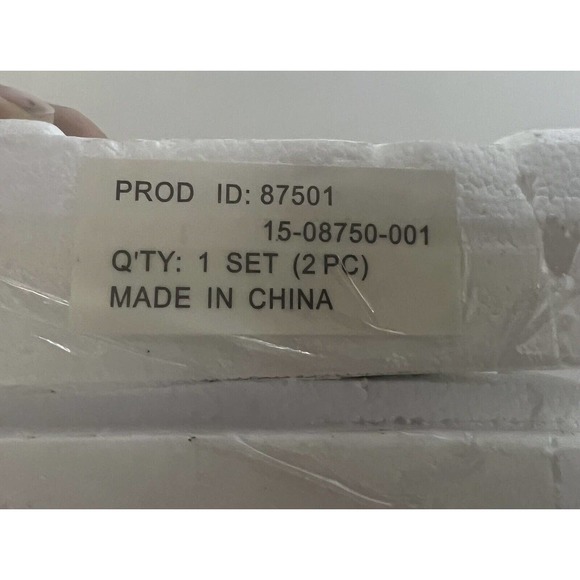 PROD ID: 87501
15-08750-001
Q'TY: 1 SET (2 PC)
MADE IN CHINA